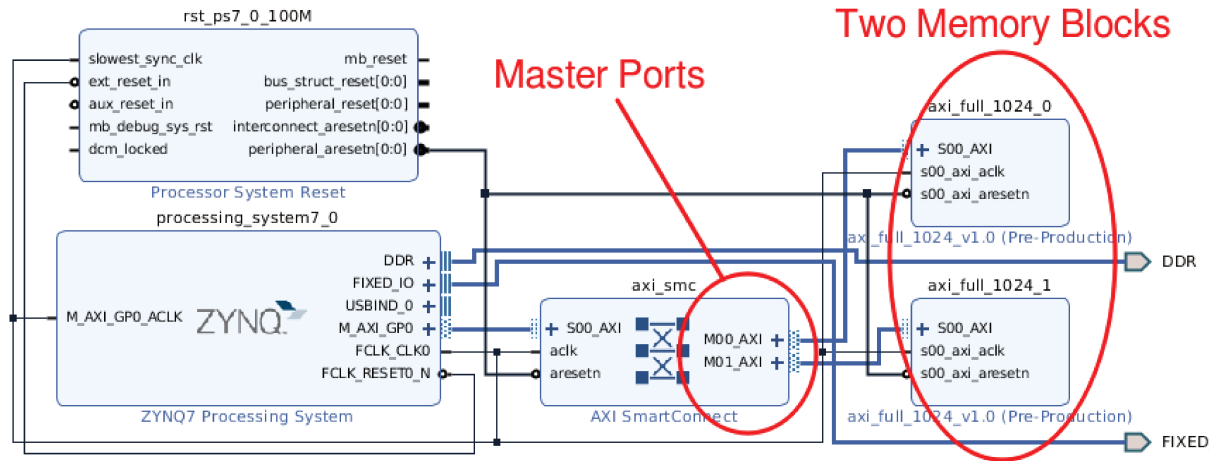 Two Memory Blocks
Master Ports
rst_ps7_0_100M
slowest_sync_clk
ext_reset_in
aux_reset_in
mb_debug_sys_rst
dcm_locked
mb_reset
bus_struct_reset[0:0]
peripheral_reset[0:0]
interconnect_aresetn[0:0]
peripheral_aresetn[0:0]
Processor System Reset
processing_system7_0
M_AXI_GP0_ACLK
ZYNQ
DDR
FIXED_IO
USBIND_0
M_AXI_GP0
FCLK_CLK0
FCLK_RESET0_N
ZYNQ7 Processing System
axi_smc
S00_AXI
aclk
aresetn
M00_AXI
M01_AXI
AXI SmartConnect
axi_full_1024_0
S00_AXI
s00_axi_aclk
s00_axi_aresetn
axi_full_1024_v1.0 (Pre-Production)
axi_full_1024_1
S00_AXI
s00_axi_aclk
s00_axi_aresetn
axi_full_1024_v1.0 (Pre-Production)
DDR
FIXED